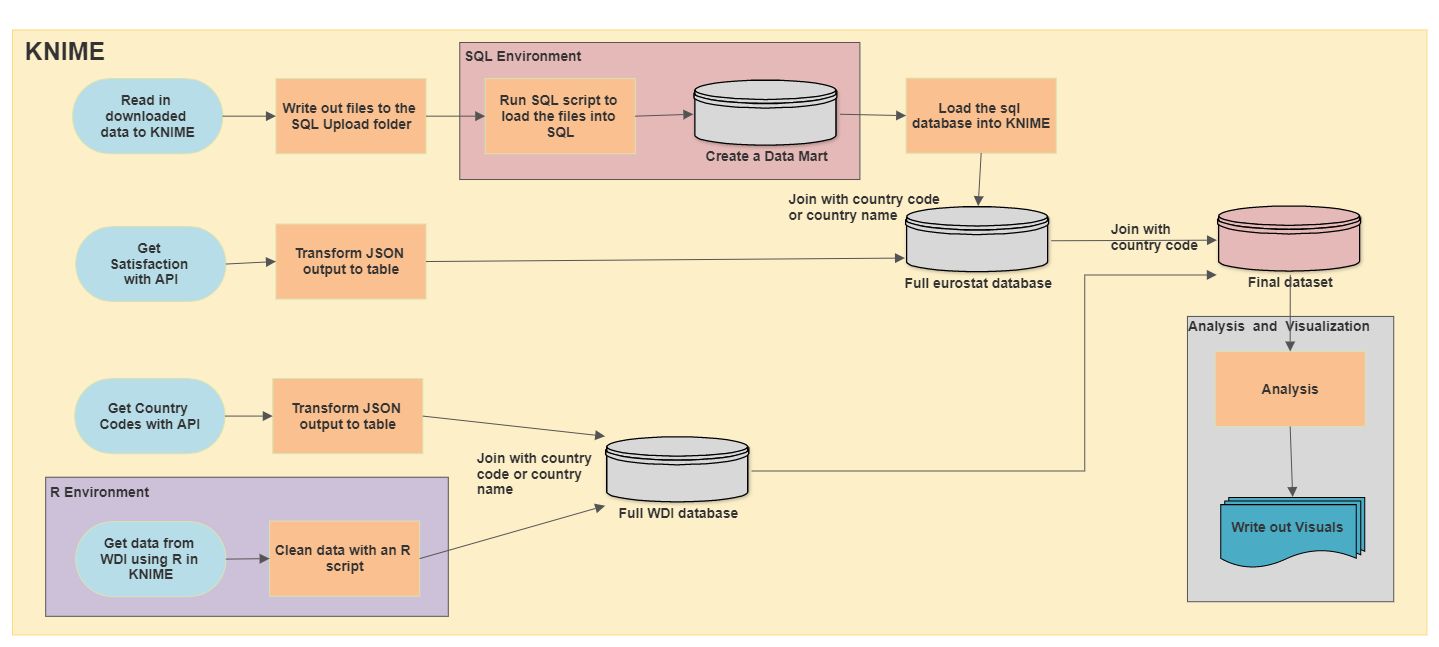 KNIME
SQL Environment
Read in
downloaded
data to KNIME
Write out files to the
SQL Upload folder
Run SQL script to
load the files into
SQL
Create a Data Mart
Load the sql
database into KNIME
Join with country code
or country name
Get
Satisfaction
with API
Transform JSON
output to table
Full eurostat database
Join with
country code
Final dataset
Analysis and Visualization
Analysis
Write out Visuals
Get Country
Codes with API
Transform JSON
output to table
Join with country
code or country
name
Full WDI database
R Environment
Get data from
WDI using R in
KNIME
Clean data with an R
script